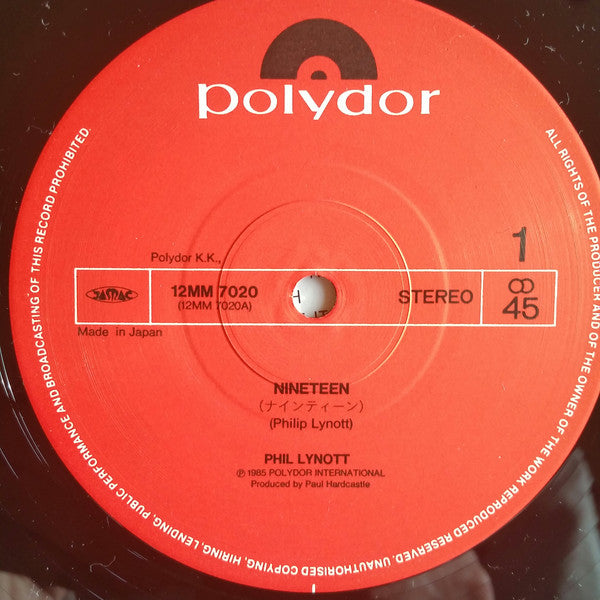 polydor
ALL RIGHTS OF THE PRODUCER AND OF THE OWNER OF THE WORK REPRODUCED RESERVED. UNAUTHORISED COPYING, HIRING, LENDING, PUBLIC PERFORMANCE AND BROADCASTING OF THIS RECORD PROHIBITED.
1
Polydor K.K.,
JASRAC
12MM 7020
(12MM 7020A)
STEREO
∞
45
Made in Japan
NINETEEN
(ナインティーン)
(Philip Lynott)
PHIL LYNOTT
℗ 1985 POLYDOR INTERNATIONAL
Produced by Paul Hardcastle